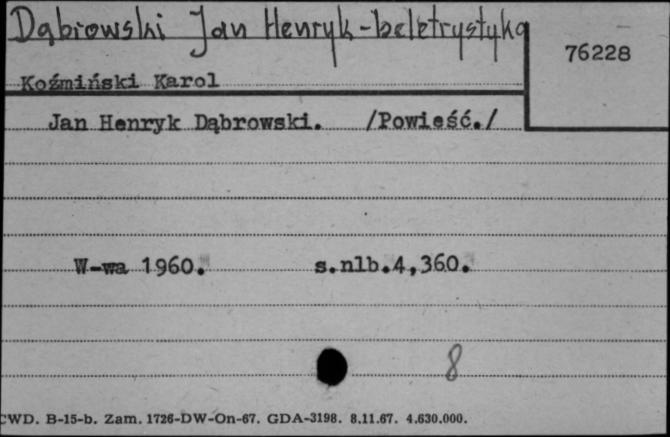 Dąbrowski Jan Henryk-beletrystyka
76228
Koźmiński Karol
Jan Henryk Dąbrowski. /Powieść./
W-wa 1960. s.nlb.4,360.
8
CWD. B-15-b. Zam. 1726-DW-On-67. GDA-3198. 8.11.67. 4.630.000.